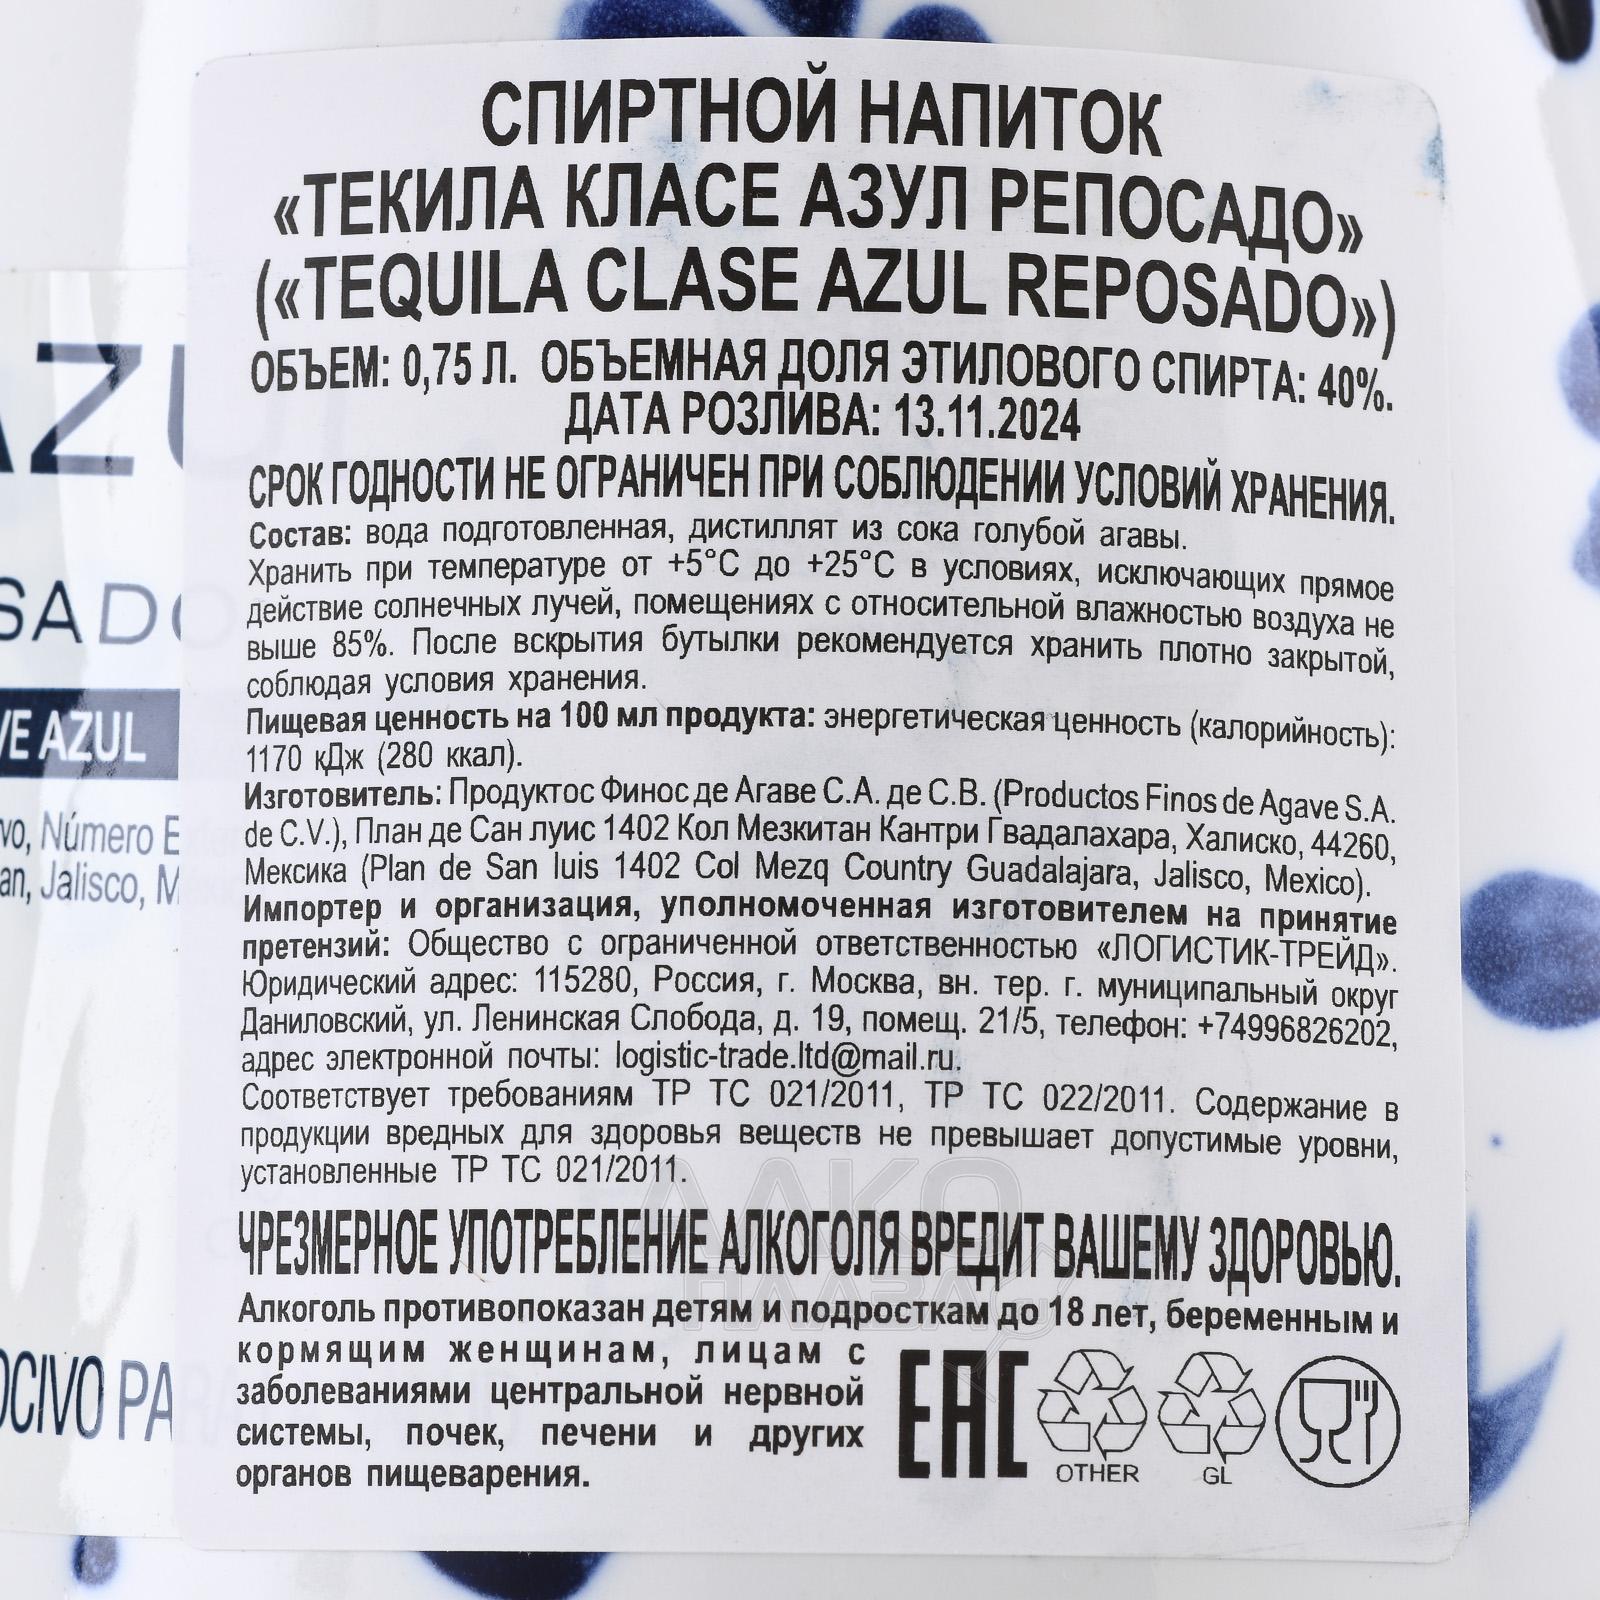 СПИРТНОЙ НАПИТОК
«ТЕКИЛА КЛАСЕ АЗУЛ РЕПОСАДО»
(«TEQUILA CLASE AZUL REPOSADO»)
ОБЪЕМ: 0,75 Л. ОБЪЕМНАЯ ДОЛЯ ЭТИЛОВОГО СПИРТА: 40%.
ДАТА РОЗЛИВА: 13.11.2024
СРОК ГОДНОСТИ НЕ ОГРАНИЧЕН ПРИ СОБЛЮДЕНИИ УСЛОВИЙ ХРАНЕНИЯ.
Состав: вода подготовленная, дистиллят из сока голубой агавы.
Хранить при температуре от +5°С до +25°С в условиях, исключающих прямое
действие солнечных лучей, помещениях с относительной влажностью воздуха не
выше 85%. После вскрытия бутылки рекомендуется хранить плотно закрытой,
соблюдая условия хранения.
Пищевая ценность на 100 мл продукта: энергетическая ценность (калорийность):
1170 кДж (280 ккал).
Изготовитель: Продуктос Финос де Агаве С.А. де С.В. (Productos Finos de Agave S.A.
de C.V.), План де Сан луис 1402 Кол Мезкитан Кантри Гвадалахара, Халиско, 44260,
Мексика (Plan de San luis 1402 Col Mezq Country Guadalajara, Jalisco, Mexico).
Импортер и организация, уполномоченная изготовителем на принятие
претензий: Общество с ограниченной ответственностью «ЛОГИСТИК-ТРЕЙД».
Юридический адрес: 115280, Россия, г. Москва, вн. тер. г. муниципальный округ
Даниловский, ул. Ленинская Слобода, д. 19, помещ. 21/5, телефон: +74996826202,
адрес электронной почты: logistic-trade.ltd@mail.ru.
Соответствует требованиям ТР ТС 021/2011, ТР ТС 022/2011. Содержание в
продукции вредных для здоровья веществ не превышает допустимые уровни,
установленные ТР ТС 021/2011.
ЧРЕЗМЕРНОЕ УПОТРЕБЛЕНИЕ АЛКОГОЛЯ ВРЕДИТ ВАШЕМУ ЗДОРОВЬЮ.
Алкоголь противопоказан детям и подросткам до 18 лет, беременным и
кормящим женщинам, лицам с
заболеваниями центральной нервной
системы, почек, печени и других
органов пищеварения.
ЕАС
OTHER
GL
AZU
SADO
VE AZUL
vo, Número E
an, Jalisco, M
OCIVO PARA
АЛКО
ПЛАЗА